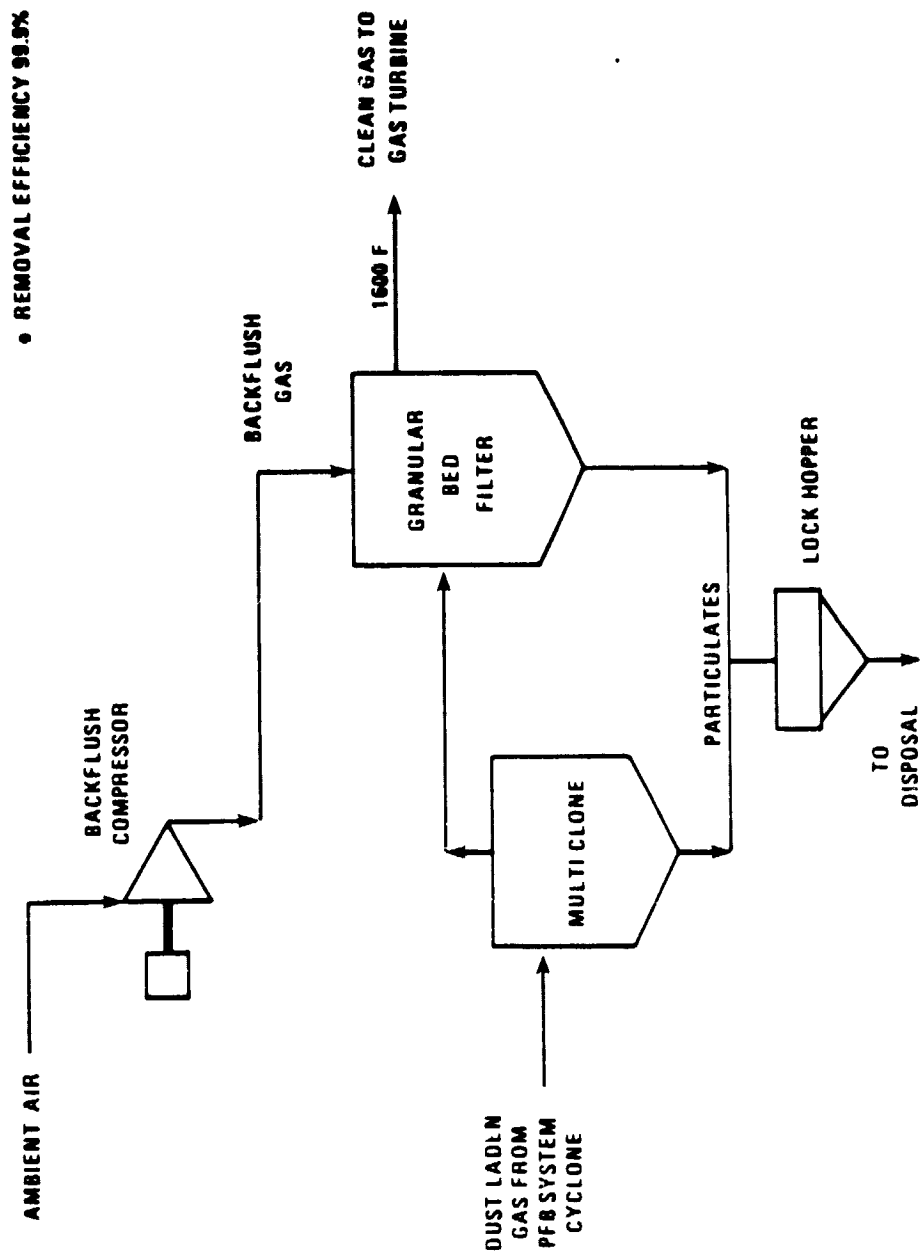 • REMOVAL EFFICIENCY 99.9%
AMBIENT AIR
BACKFLUSH
COMPRESSOR
BACKFLUSH
GAS
CLEAN GAS TO
GAS TURBINE
1600 F
GRANULAR
BED
FILTER
DUST LADEN
GAS FROM
PFB SYSTEM
CYCLONE
MULTI CLONE
PARTICULATES
LOCK HOPPER
TO
DISPOSAL